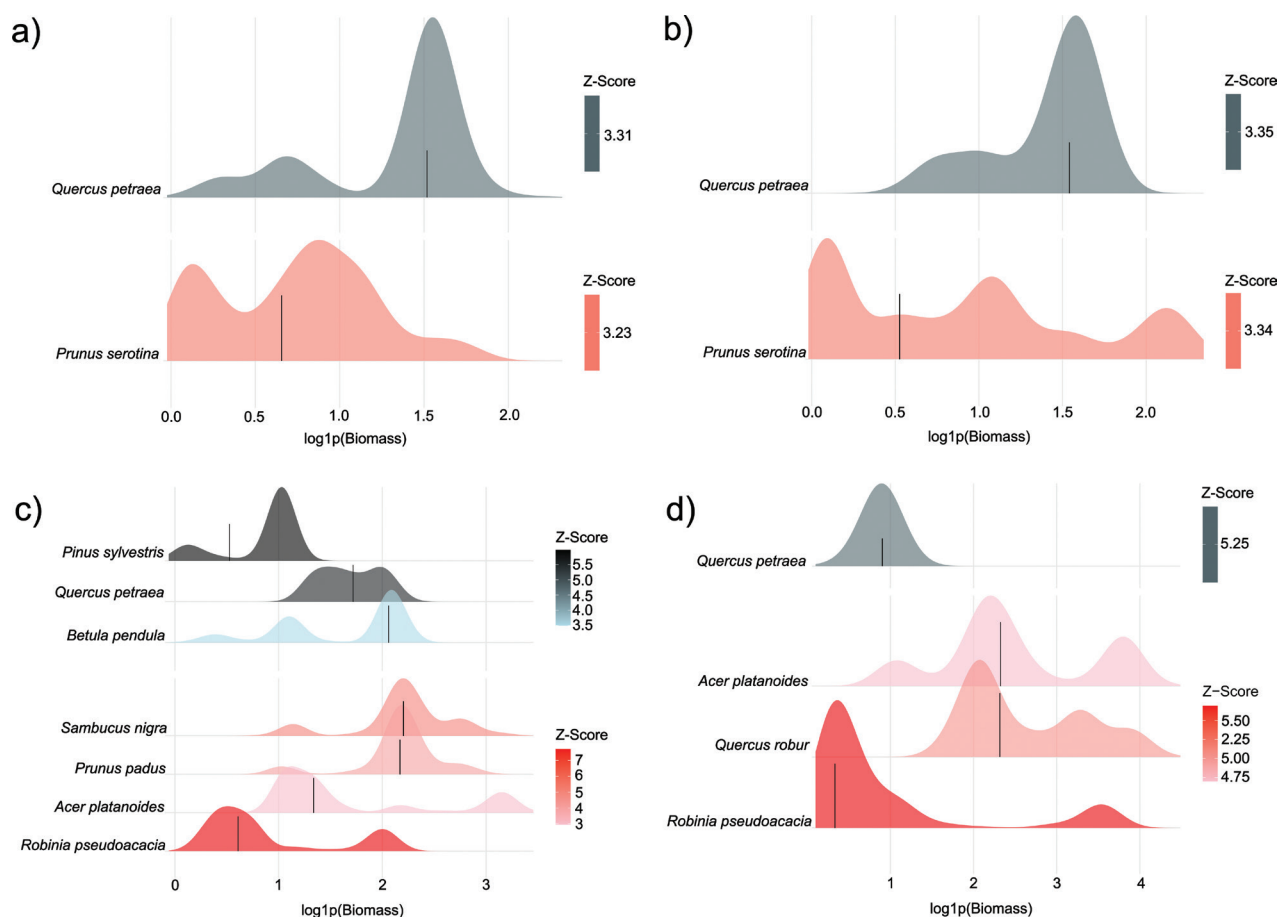 a)
Quercus petraea
Z-Score
3.31
Prunus serotina
Z-Score
3.23
0.0 0.5 1.0 1.5 2.0
log1p(Biomass)
b)
Quercus petraea
Z-Score
3.35
Prunus serotina
Z-Score
3.34
0.0 0.5 1.0 1.5 2.0
log1p(Biomass)
c)
Pinus sylvestris
Quercus petraea
Betula pendula
Z-Score
5.5
5.0
4.5
4.0
3.5
Sambucus nigra
Prunus padus
Acer platanoides
Robinia pseudoacacia
Z-Score
7
6
5
4
3
0 1 2 3
log1p(Biomass)
d)
Quercus petraea
Z-Score
5.25
Acer platanoides
Quercus robur
Robinia pseudoacacia
Z−Score
5.50
2.25
5.00
4.75
1 2 3 4
log1p(Biomass)